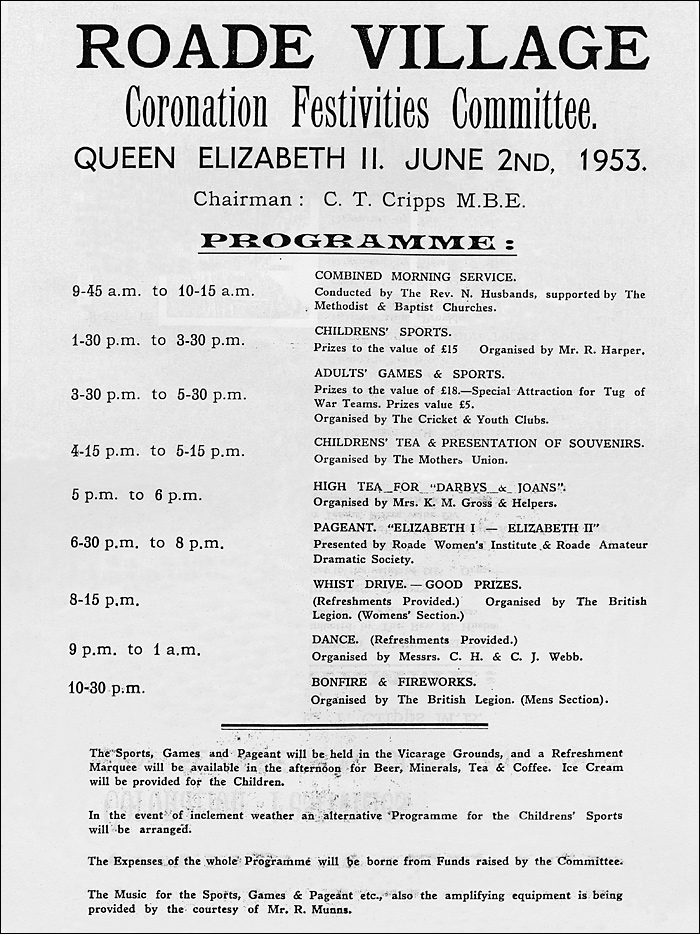 ROADE VILLAGE
Coronation Festivities Committee.
QUEEN ELIZABETH II. JUNE 2ND, 1953.
Chairman : C. T. Cripps M.B.E.
PROGRAMME :
9-45 a.m. to 10-15 a.m.
COMBINED MORNING SERVICE.
Conducted by The Rev. N. Husbands, supported by The
Methodist & Baptist Churches.
1-30 p.m. to 3-30 p.m.
CHILDRENS' SPORTS.
Prizes to the value of £15 Organised by Mr. R. Harper.
3-30 p.m. to 5-30 p.m.
ADULTS' GAMES & SPORTS.
Prizes to the value of £18.—Special Attraction for Tug of
War Teams. Prizes value £5.
Organised by The Cricket & Youth Clubs.
4-15 p.m. to 5-15 p.m.
CHILDRENS' TEA & PRESENTATION OF SOUVENIRS.
Organised by The Mothers Union.
5 p.m. to 6 p.m.
HIGH TEA FOR "DARBYS & JOANS".
Organised by Mrs. K. M. Gross & Helpers.
6-30 p.m. to 8 p.m.
PAGEANT. "ELIZABETH I — ELIZABETH II"
Presented by Roade Women's Institute & Roade Amateur
Dramatic Society.
8-15 p.m.
WHIST DRIVE. — GOOD PRIZES.
(Refreshments Provided.) Organised by The British
Legion. (Womens' Section.)
9 p.m. to 1 a.m.
DANCE. (Refreshments Provided.)
Organised by Messrs. C. H. & C. J. Webb.
10-30 p.m.
BONFIRE & FIREWORKS.
Organised by The British Legion. (Mens Section).
The Sports, Games and Pageant will be held in the Vicarage Grounds, and a Refreshment
Marquee will be available in the afternoon for Beer, Minerals, Tea & Coffee. Ice Cream
will be provided for the Children.
In the event of inclement weather an alternative Programme for the Childrens' Sports
will be arranged.
The Expenses of the whole Programme will be borne from Funds raised by the Committee.
The Music for the Sports, Games & Pageant etc., also the amplifying equipment is being
provided by the courtesy of Mr. R. Munns.